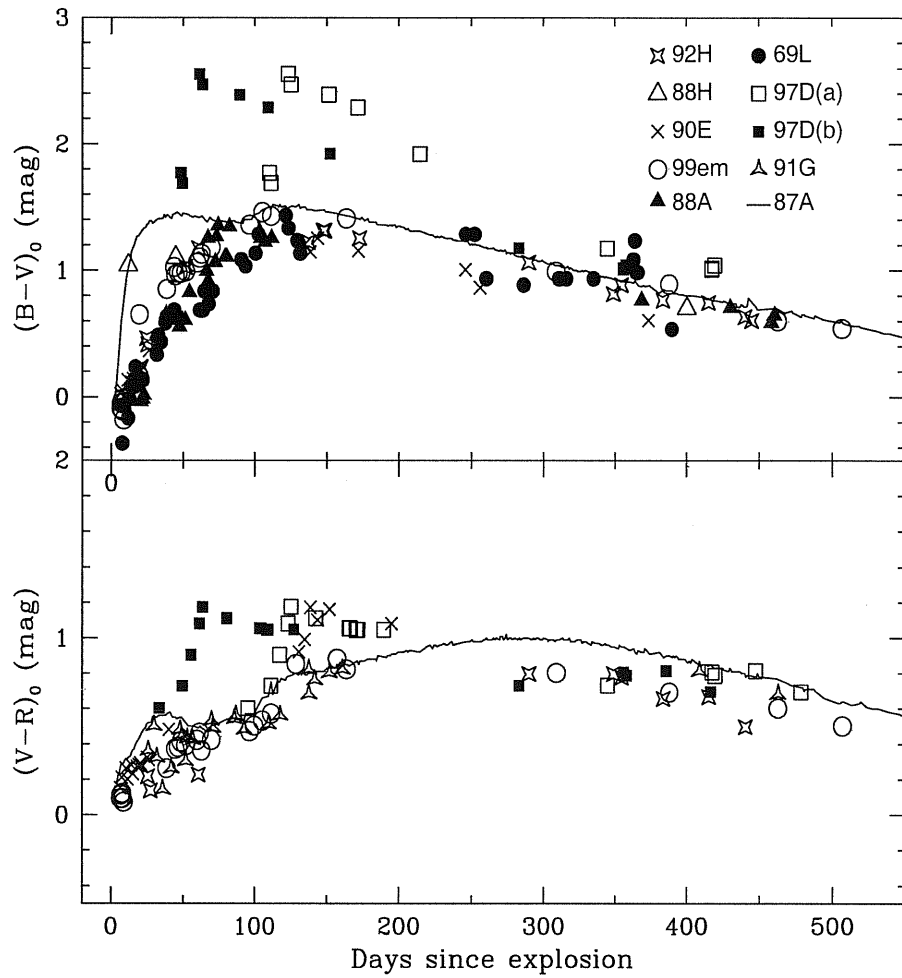 3
92H 69L
88H 97D(a)
90E 97D(b)
99em 91G
88A 87A
2
1
0
(B−V)₀ (mag)
2
0
1
0
(V−R)₀ (mag)
0 100 200 300 400 500
Days since explosion